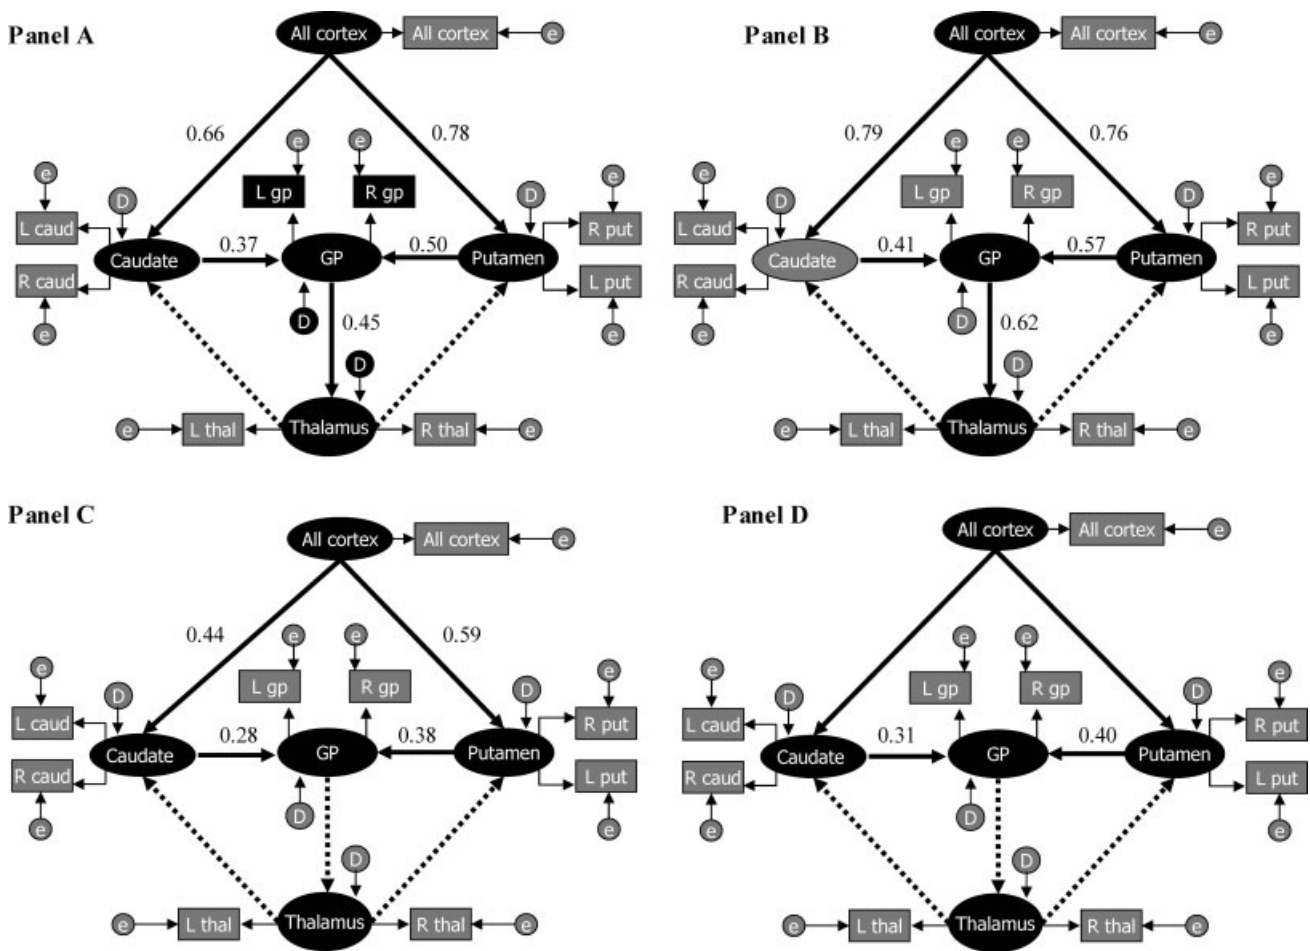 Panel A
All cortex
All cortex
e
0.66
0.78
e
e
e
D
L gp
R gp
D
e
L caud
R put
Caudate
0.37
GP
0.50
Putamen
R caud
L put
e
D
0.45
D
e
Thalamus
e
L thal
R thal
e
Panel B
All cortex
All cortex
e
0.79
0.76
e
e
e
D
L gp
R gp
D
e
L caud
R put
Caudate
0.41
GP
0.57
Putamen
R caud
L put
e
D
0.62
D
e
Thalamus
e
L thal
R thal
e
Panel C
All cortex
All cortex
e
0.44
0.59
e
e
e
D
L gp
R gp
D
e
L caud
R put
Caudate
0.28
GP
0.38
Putamen
R caud
L put
e
D
D
e
Thalamus
e
L thal
R thal
e
Panel D
All cortex
All cortex
e
e
e
e
D
L gp
R gp
D
e
L caud
R put
Caudate
0.31
GP
0.40
Putamen
R caud
L put
e
D
D
e
Thalamus
e
L thal
R thal
e